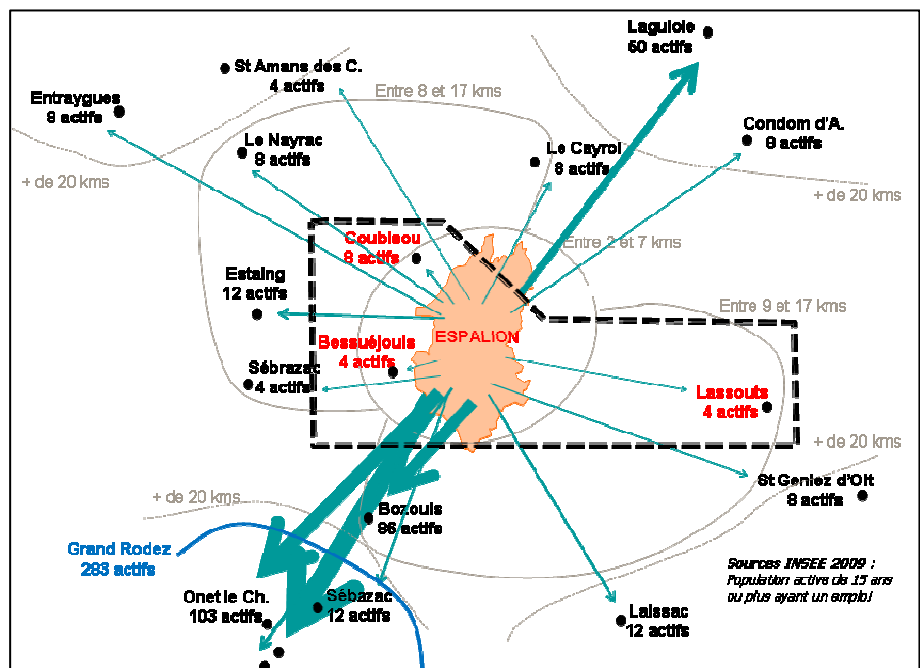 Laguiole
60 actifs
St Amans des C.
4 actifs
Entre 8 et 17 kms
Entraygues
8 actifs
Condom d'A.
8 actifs
Le Nayrac
8 actifs
Le Cayrol
8 actifs
+ de 20 kms
+ de 20 kms
Coubisou
8 actifs
Entre 2 et 7 kms
Estaing
12 actifs
Entre 9 et 17 kms
Bessuéjouls
4 actifs
ESPALION
Sébrazac
4 actifs
Lassouts
4 actifs
+ de 20 kms
St Geniez d'Olt
8 actifs
+ de 20 kms
Bozouls
86 actifs
Grand Rodez
283 actifs
Sources INSEE 2009 :
Population active de 15 ans
ou plus ayant un emploi
Onet le Ch.
103 actifs
Sébazac
12 actifs
Laissac
12 actifs